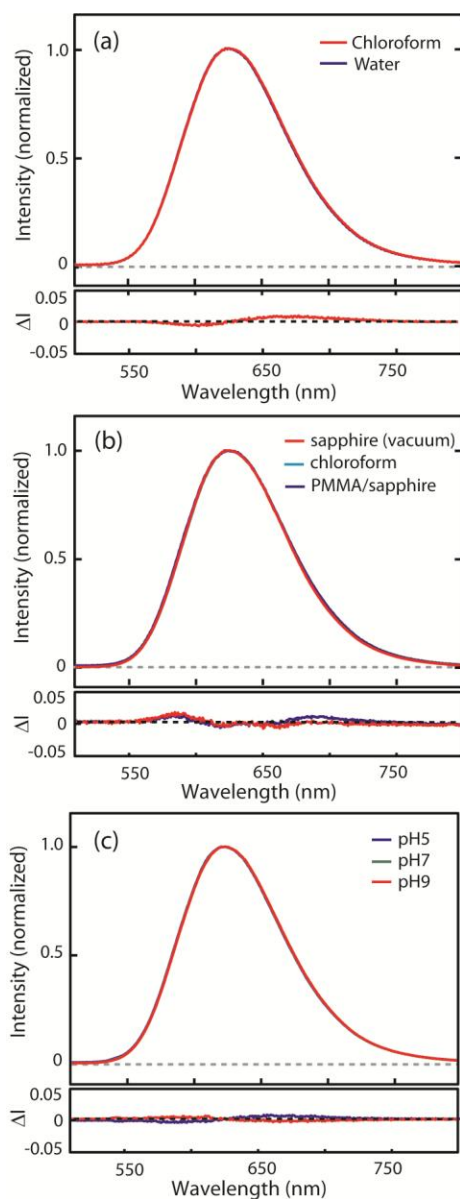 (a)
Chloroform
Water
Intensity (normalized)
1.0
0.5
0
ΔI
0.05
0
-0.05
550
650
750
Wavelength (nm)
(b)
sapphire (vacuum)
chloroform
PMMA/sapphire
Intensity (normalized)
1.0
0.5
0
ΔI
0.05
0
-0.05
550
650
750
Wavelength (nm)
(c)
pH5
pH7
pH9
Intensity (normalized)
1.0
0.5
0
ΔI
0.05
0
-0.05
550
650
750
Wavelength (nm)